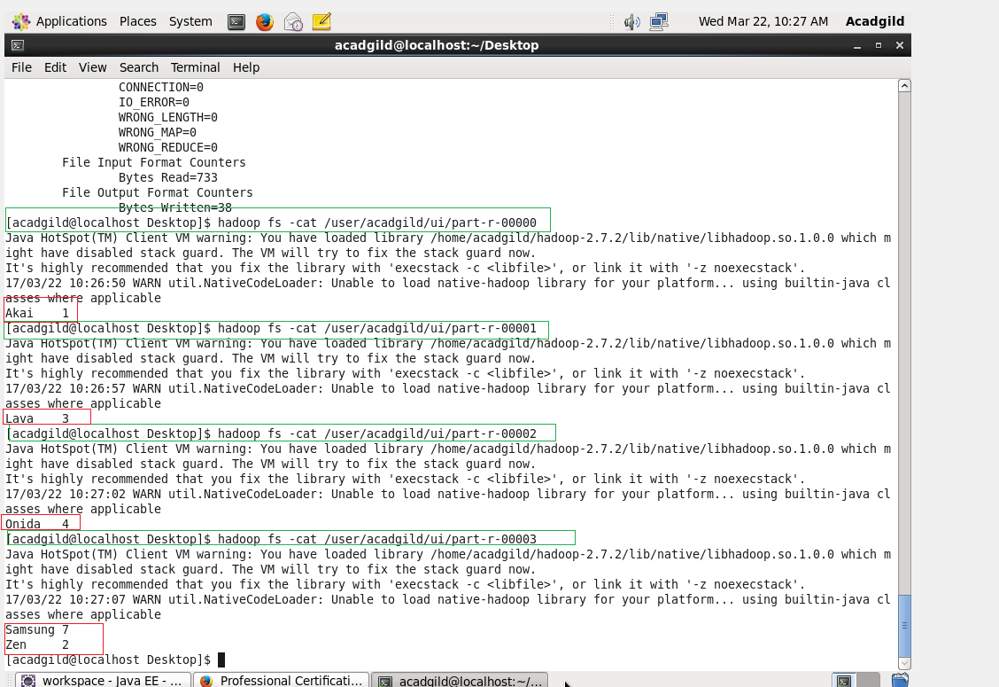 Applications Places System Wed Mar 22, 10:27 AM Acadgild
acadgild@localhost:~/Desktop
File Edit View Search Terminal Help
CONNECTION=0
IO_ERROR=0
WRONG_LENGTH=0
WRONG_MAP=0
WRONG_REDUCE=0
File Input Format Counters
Bytes Read=733
File Output Format Counters
Bytes Written=38
[acadgild@localhost Desktop]$ hadoop fs -cat /user/acadgild/ui/part-r-00000
Java HotSpot(TM) Client VM warning: You have loaded library /home/acadgild/hadoop-2.7.2/lib/native/libhadoop.so.1.0.0 which m
ight have disabled stack guard. The VM will try to fix the stack guard now.
It's highly recommended that you fix the library with 'execstack -c <libfile>', or link it with '-z noexecstack'.
17/03/22 10:26:50 WARN util.NativeCodeLoader: Unable to load native-hadoop library for your platform... using builtin-java cl
asses where applicable
Akai 1
[acadgild@localhost Desktop]$ hadoop fs -cat /user/acadgild/ui/part-r-00001
Java HotSpot(TM) Client VM warning: You have loaded library /home/acadgild/hadoop-2.7.2/lib/native/libhadoop.so.1.0.0 which m
ight have disabled stack guard. The VM will try to fix the stack guard now.
It's highly recommended that you fix the library with 'execstack -c <libfile>', or link it with '-z noexecstack'.
17/03/22 10:26:57 WARN util.NativeCodeLoader: Unable to load native-hadoop library for your platform... using builtin-java cl
asses where applicable
Lava 3
[acadgild@localhost Desktop]$ hadoop fs -cat /user/acadgild/ui/part-r-00002
Java HotSpot(TM) Client VM warning: You have loaded library /home/acadgild/hadoop-2.7.2/lib/native/libhadoop.so.1.0.0 which m
ight have disabled stack guard. The VM will try to fix the stack guard now.
It's highly recommended that you fix the library with 'execstack -c <libfile>', or link it with '-z noexecstack'.
17/03/22 10:27:02 WARN util.NativeCodeLoader: Unable to load native-hadoop library for your platform... using builtin-java cl
asses where applicable
Onida 4
[acadgild@localhost Desktop]$ hadoop fs -cat /user/acadgild/ui/part-r-00003
Java HotSpot(TM) Client VM warning: You have loaded library /home/acadgild/hadoop-2.7.2/lib/native/libhadoop.so.1.0.0 which m
ight have disabled stack guard. The VM will try to fix the stack guard now.
It's highly recommended that you fix the library with 'execstack -c <libfile>', or link it with '-z noexecstack'.
17/03/22 10:27:07 WARN util.NativeCodeLoader: Unable to load native-hadoop library for your platform... using builtin-java cl
asses where applicable
Samsung 7
Zen 2
[acadgild@localhost Desktop]$
workspace - Java EE - ... Professional Certificati... acadgild@localhost:~/...